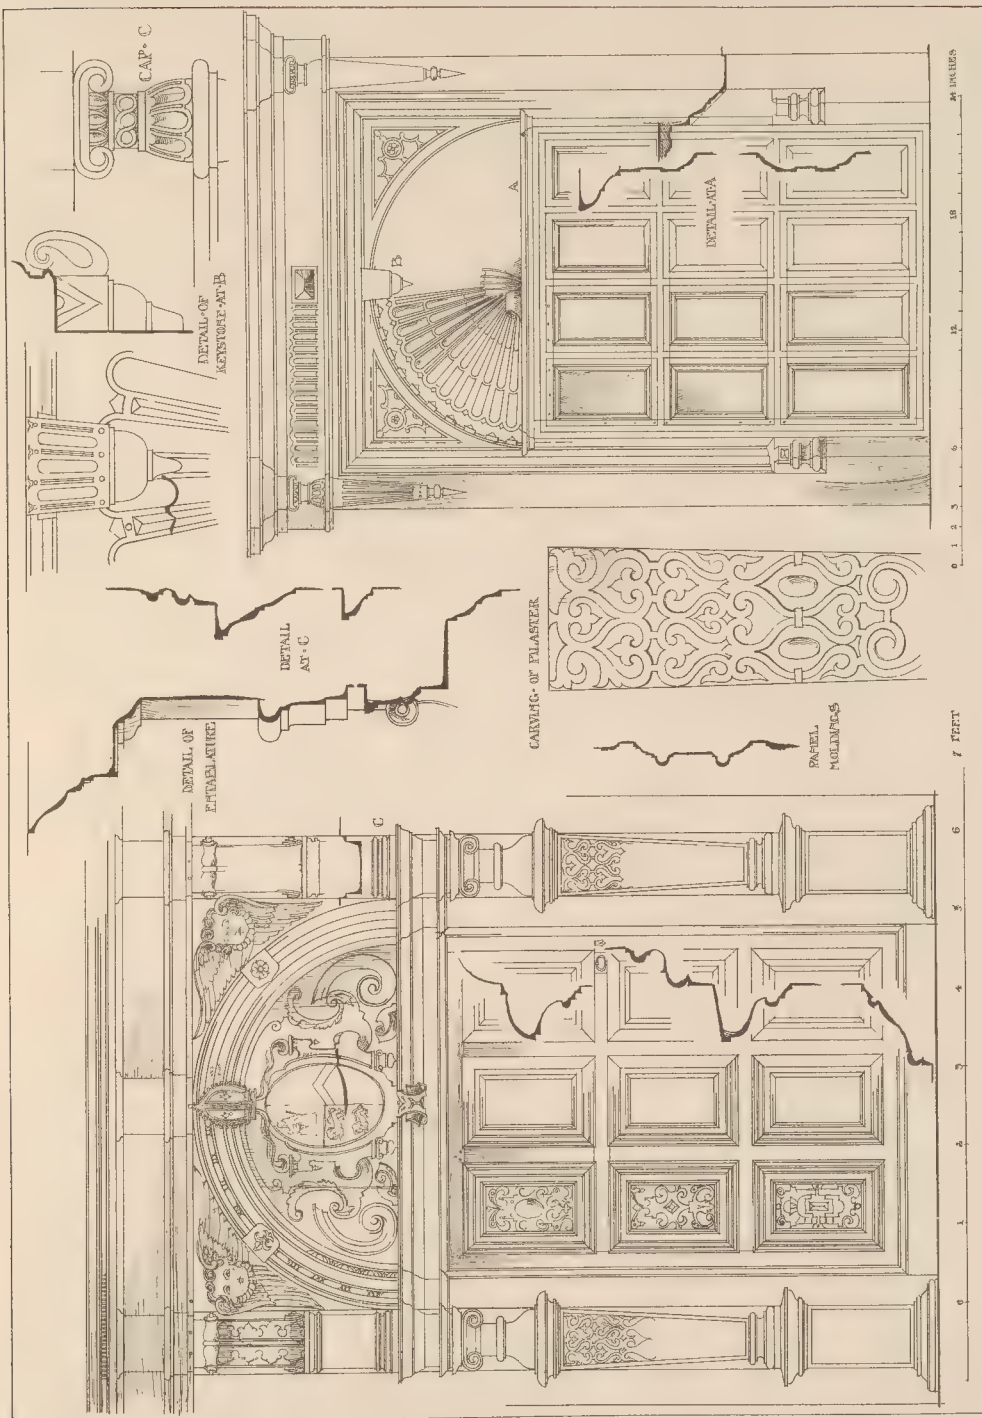 CAP · C
DETAIL · OF
KEYSTONE · AT · B
B
A
DETAIL · AT · A
0 1 2 3 6 12 18 24 INCHES
DETAIL
AT · C
DETAIL OF
ENTABLATURE
CARVING · OF PILASTER
PANEL
MOLDINGS
C
0 1 2 3 4 5 6 7 FEET